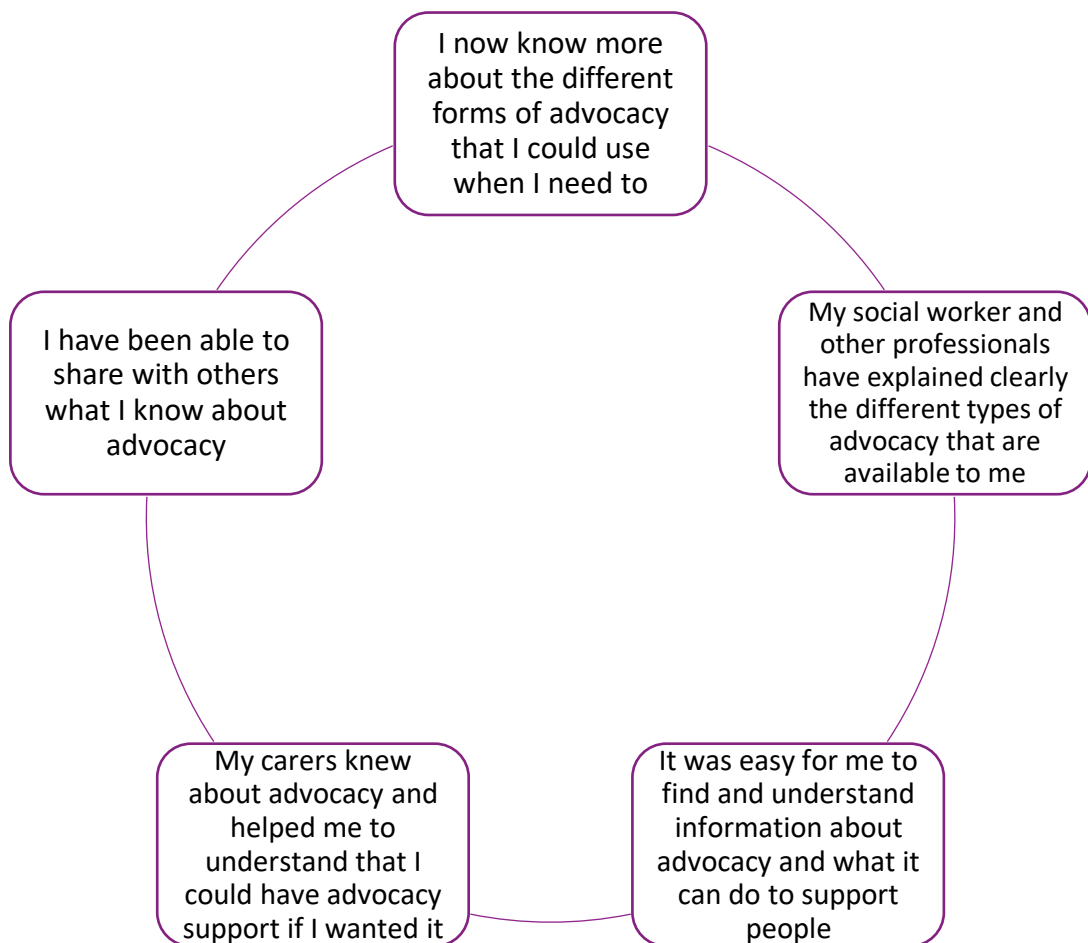 I now know more
about the different
forms of advocacy
that I could use
when I need to
My social worker and
other professionals
have explained clearly
the different types of
advocacy that are
available to me
It was easy for me to
find and understand
information about
advocacy and what it
can do to support
people
My carers knew
about advocacy and
helped me to
understand that I
could have advocacy
support if I wanted it
I have been able to
share with others
what I know about
advocacy